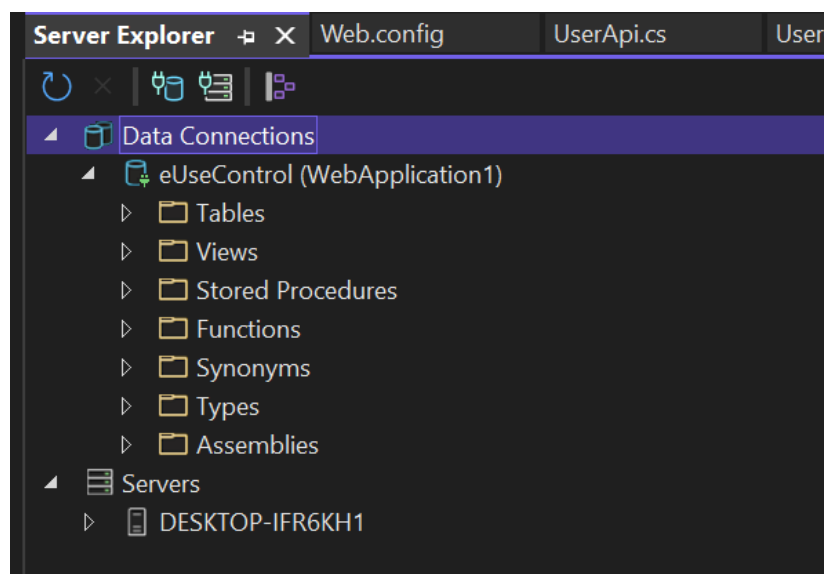 Server Explorer Web.config UserApi.cs User
Data Connections
eUseControl (WebApplication1)
Tables
Views
Stored Procedures
Functions
Synonyms
Types
Assemblies
Servers
DESKTOP-IFR6KH1